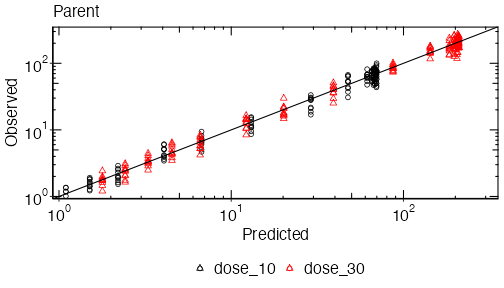 Parent
Observed
10²
10¹
10⁰
10⁰ 10¹ 10²
Predicted
dose_10 dose_30